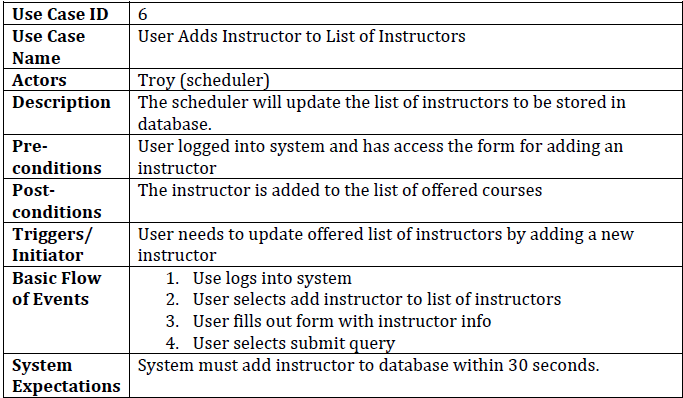 Use Case ID 6
Use Case User Adds Instructor to List of Instructors
Name
Actors Troy (scheduler)
Description The scheduler will update the list of instructors to be stored in
database.
Pre- User logged into system and has access the form for adding an
conditions instructor
Post- The instructor is added to the list of offered courses
conditions
Triggers/ User needs to update offered list of instructors by adding a new
Initiator instructor
Basic Flow 1. Use logs into system
of Events 2. User selects add instructor to list of instructors
3. User fills out form with instructor info
4. User selects submit query
System System must add instructor to database within 30 seconds.
Expectations